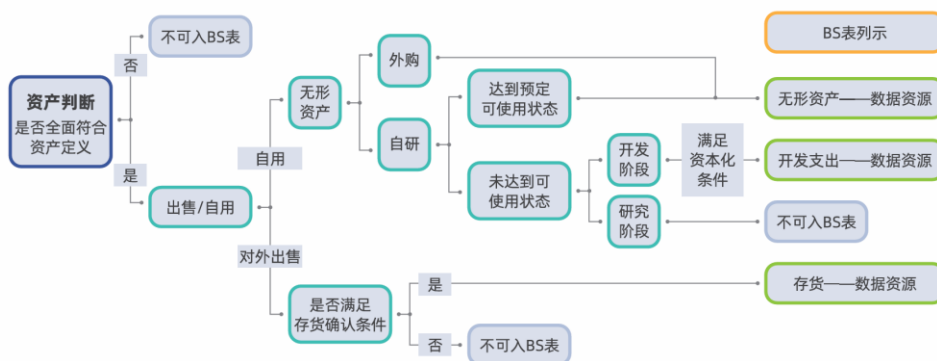 不可入BS表
BS表列示
否
资产判断
是否全面符合
资产定义
是
出售/自用
自用
对外出售
无形
资产
外购
自研
达到预定
可使用状态
未达到可
使用状态
开发
阶段
研究
阶段
满足
资本化
条件
无形资产——数据资源
开发支出——数据资源
不可入BS表
是否满足
存货确认条件
是
否
存货——数据资源
不可入BS表